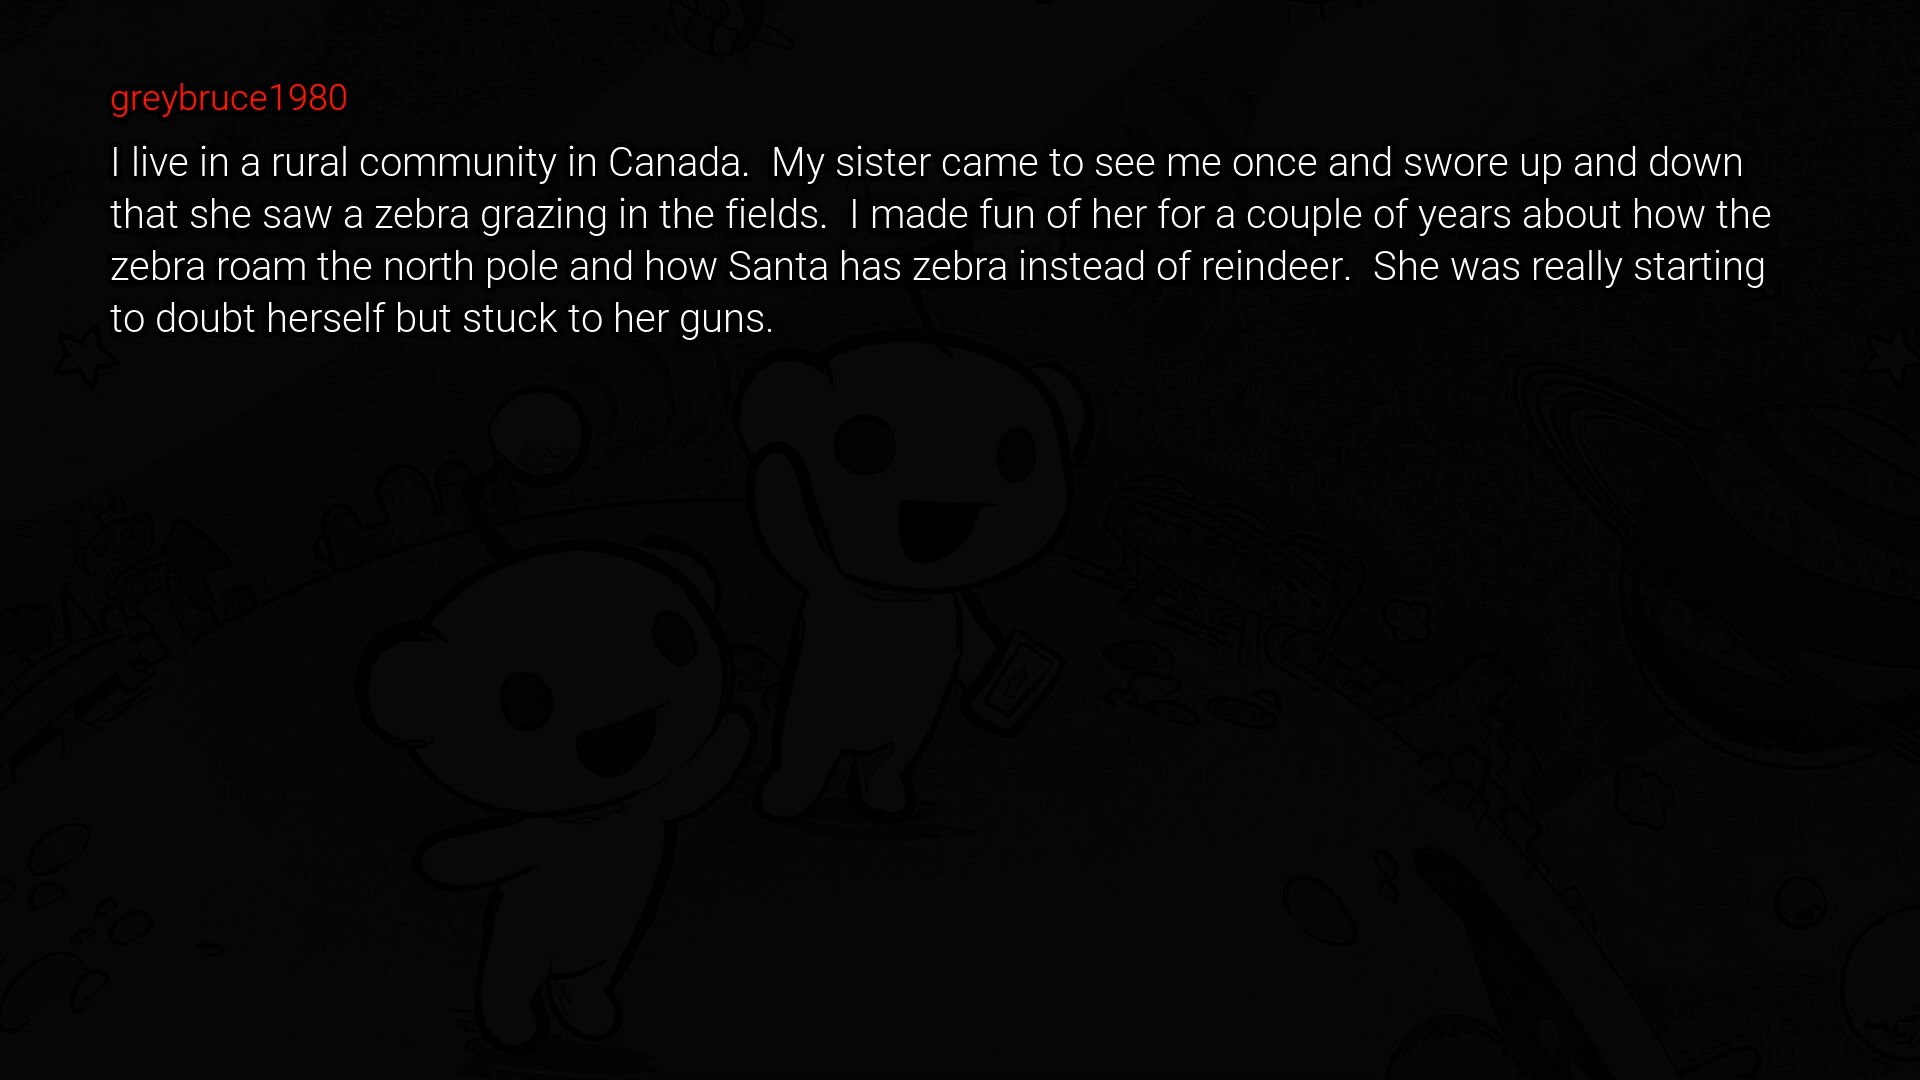 greybruce1980
I live in a rural community in Canada.  My sister came to see me once and swore up and down
that she saw a zebra grazing in the fields.  I made fun of her for a couple of years about how the
zebra roam the north pole and how Santa has zebra instead of reindeer.  She was really starting
to doubt herself but stuck to her guns.